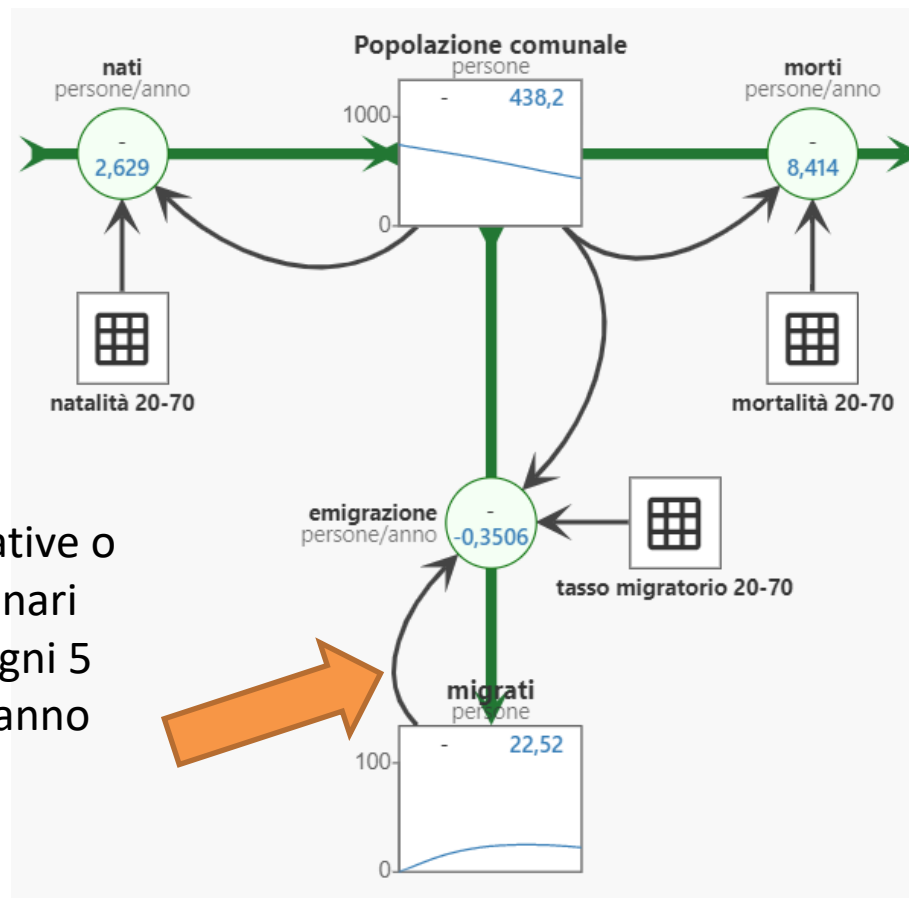 Popolazione comunale
persone
nati
persone/anno
morti
persone/anno
- 438,2
1000
0
-
2,629
-
8,414
natalità 20-70
mortalità 20-70
emigrazione
persone/anno
-
-0,3506
tasso migratorio 20-70
ative o
nari
gni 5
anno
migrati
persone
- 22,52
100
0